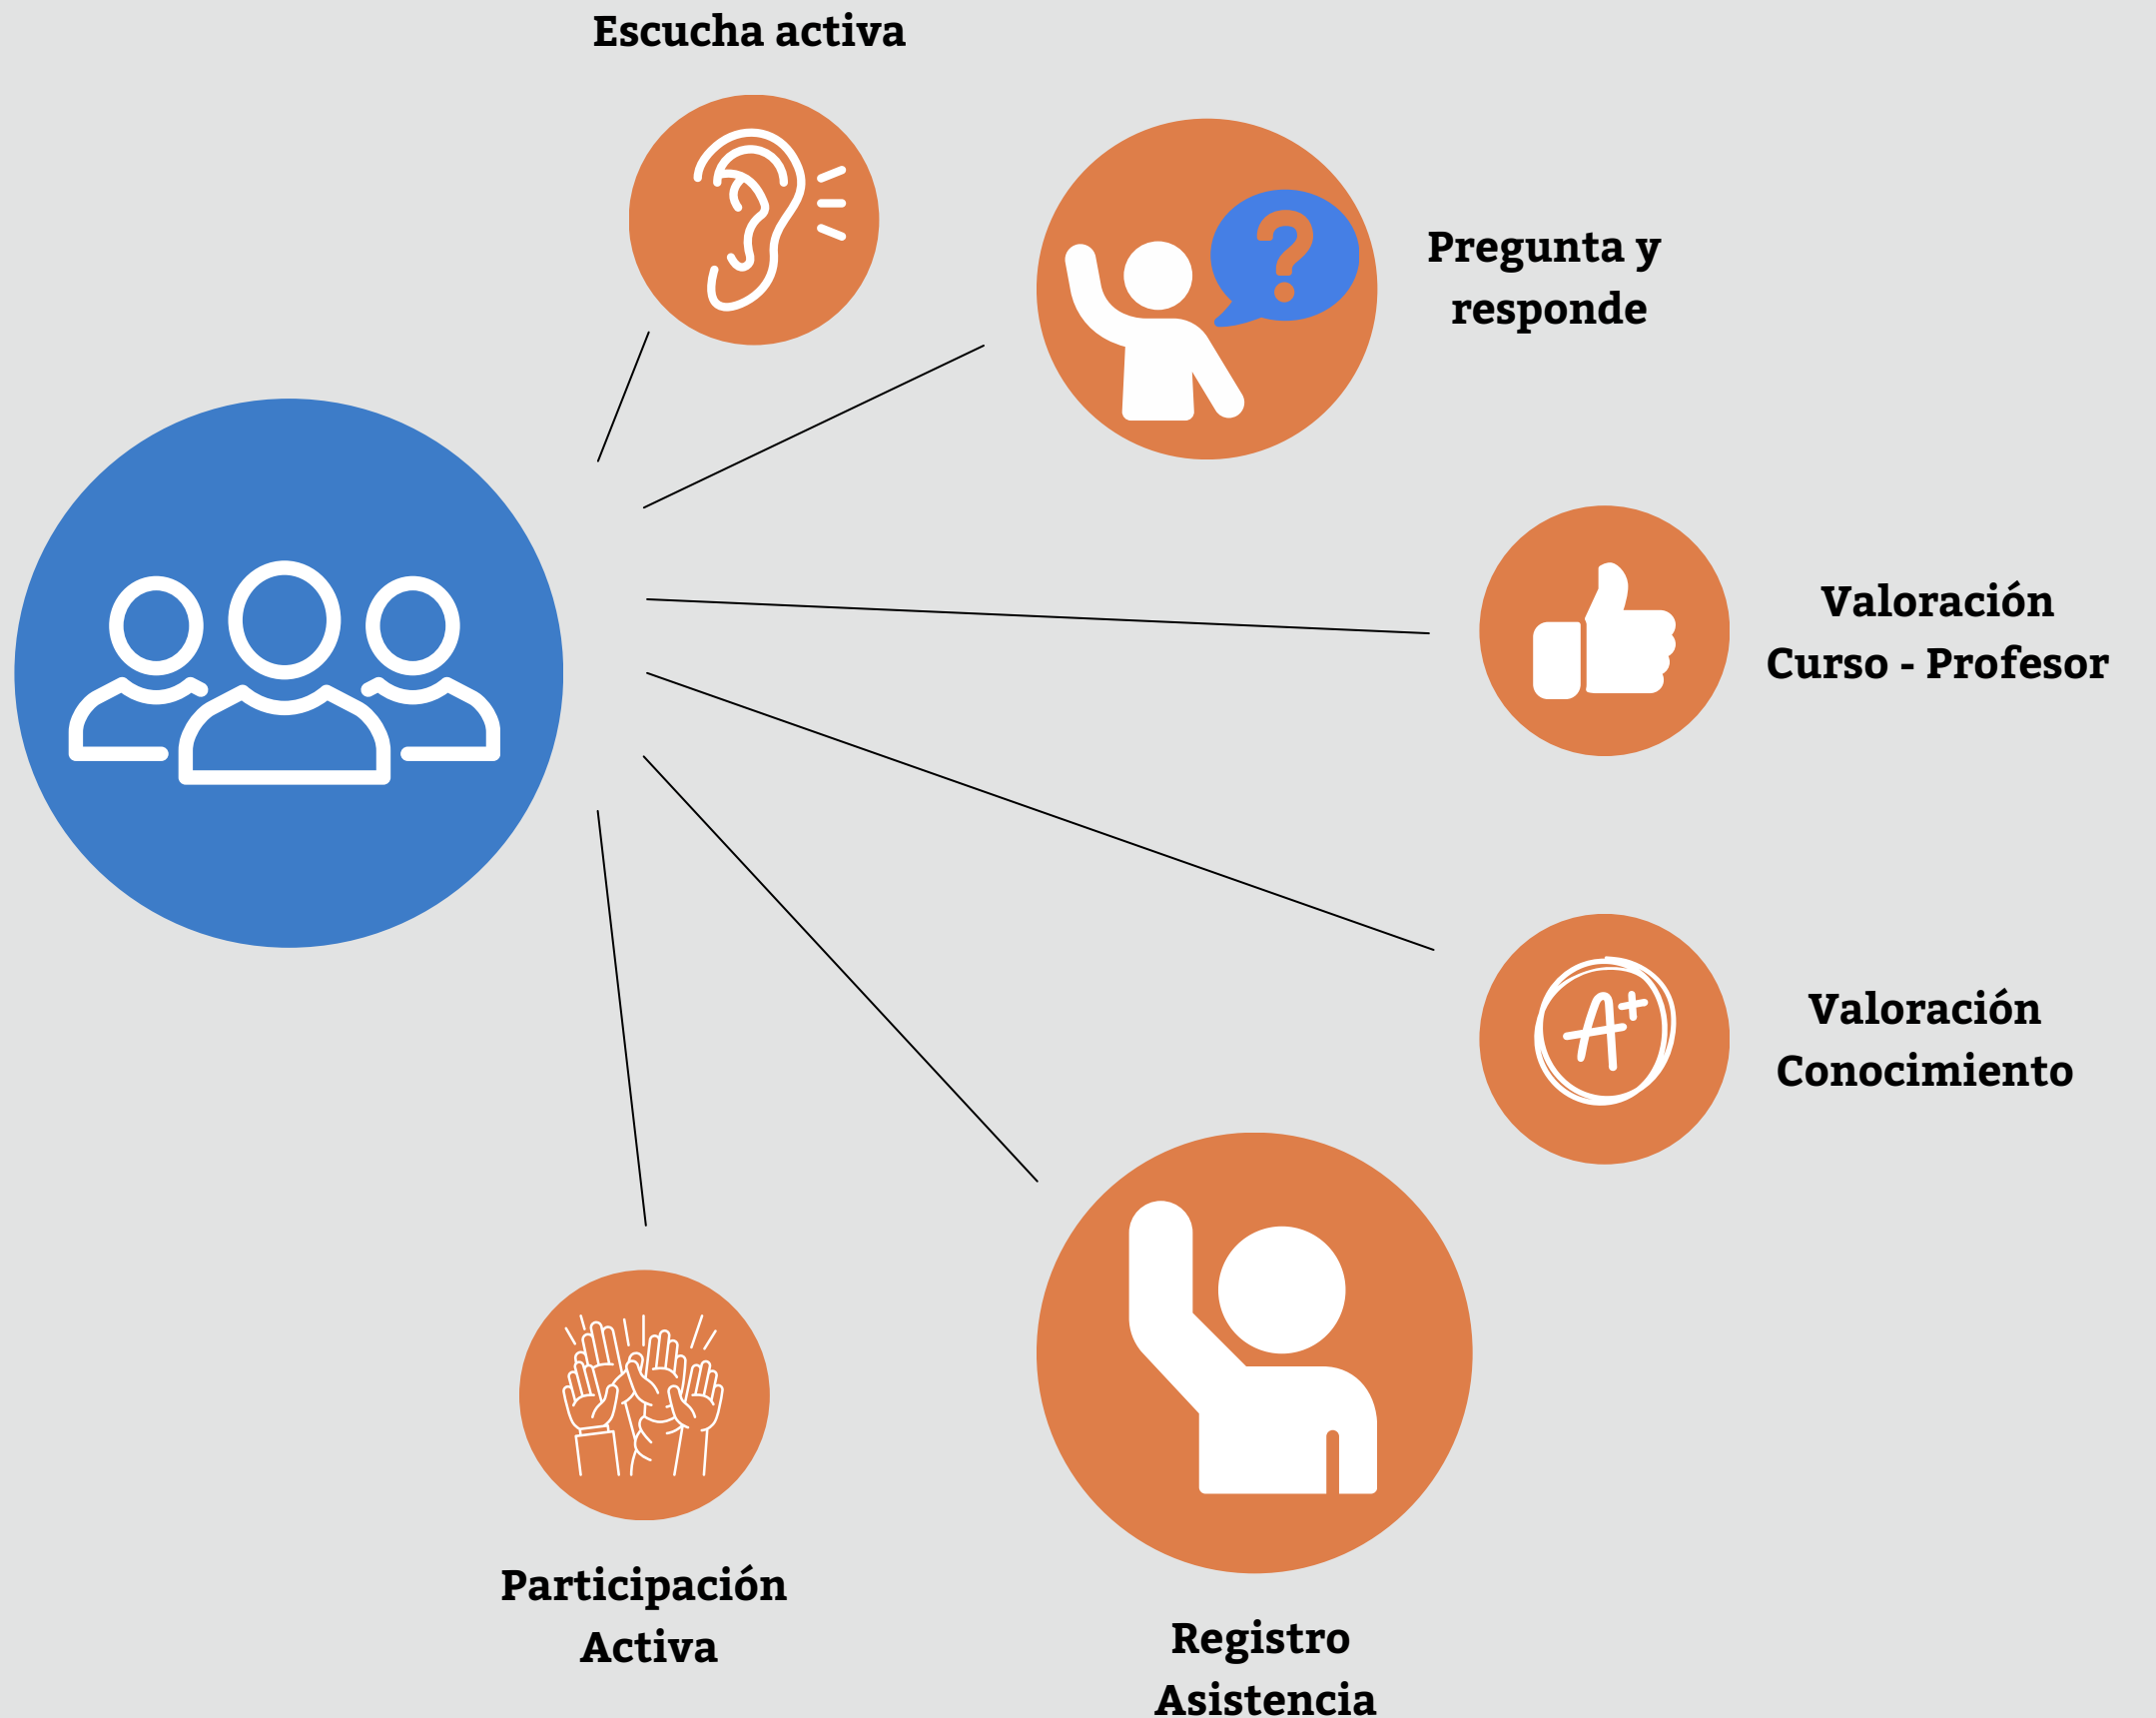 Escucha activa
Pregunta y
responde
Valoración
Curso - Profesor
Valoración
Conocimiento
A+
Registro
Asistencia
Participación
Activa